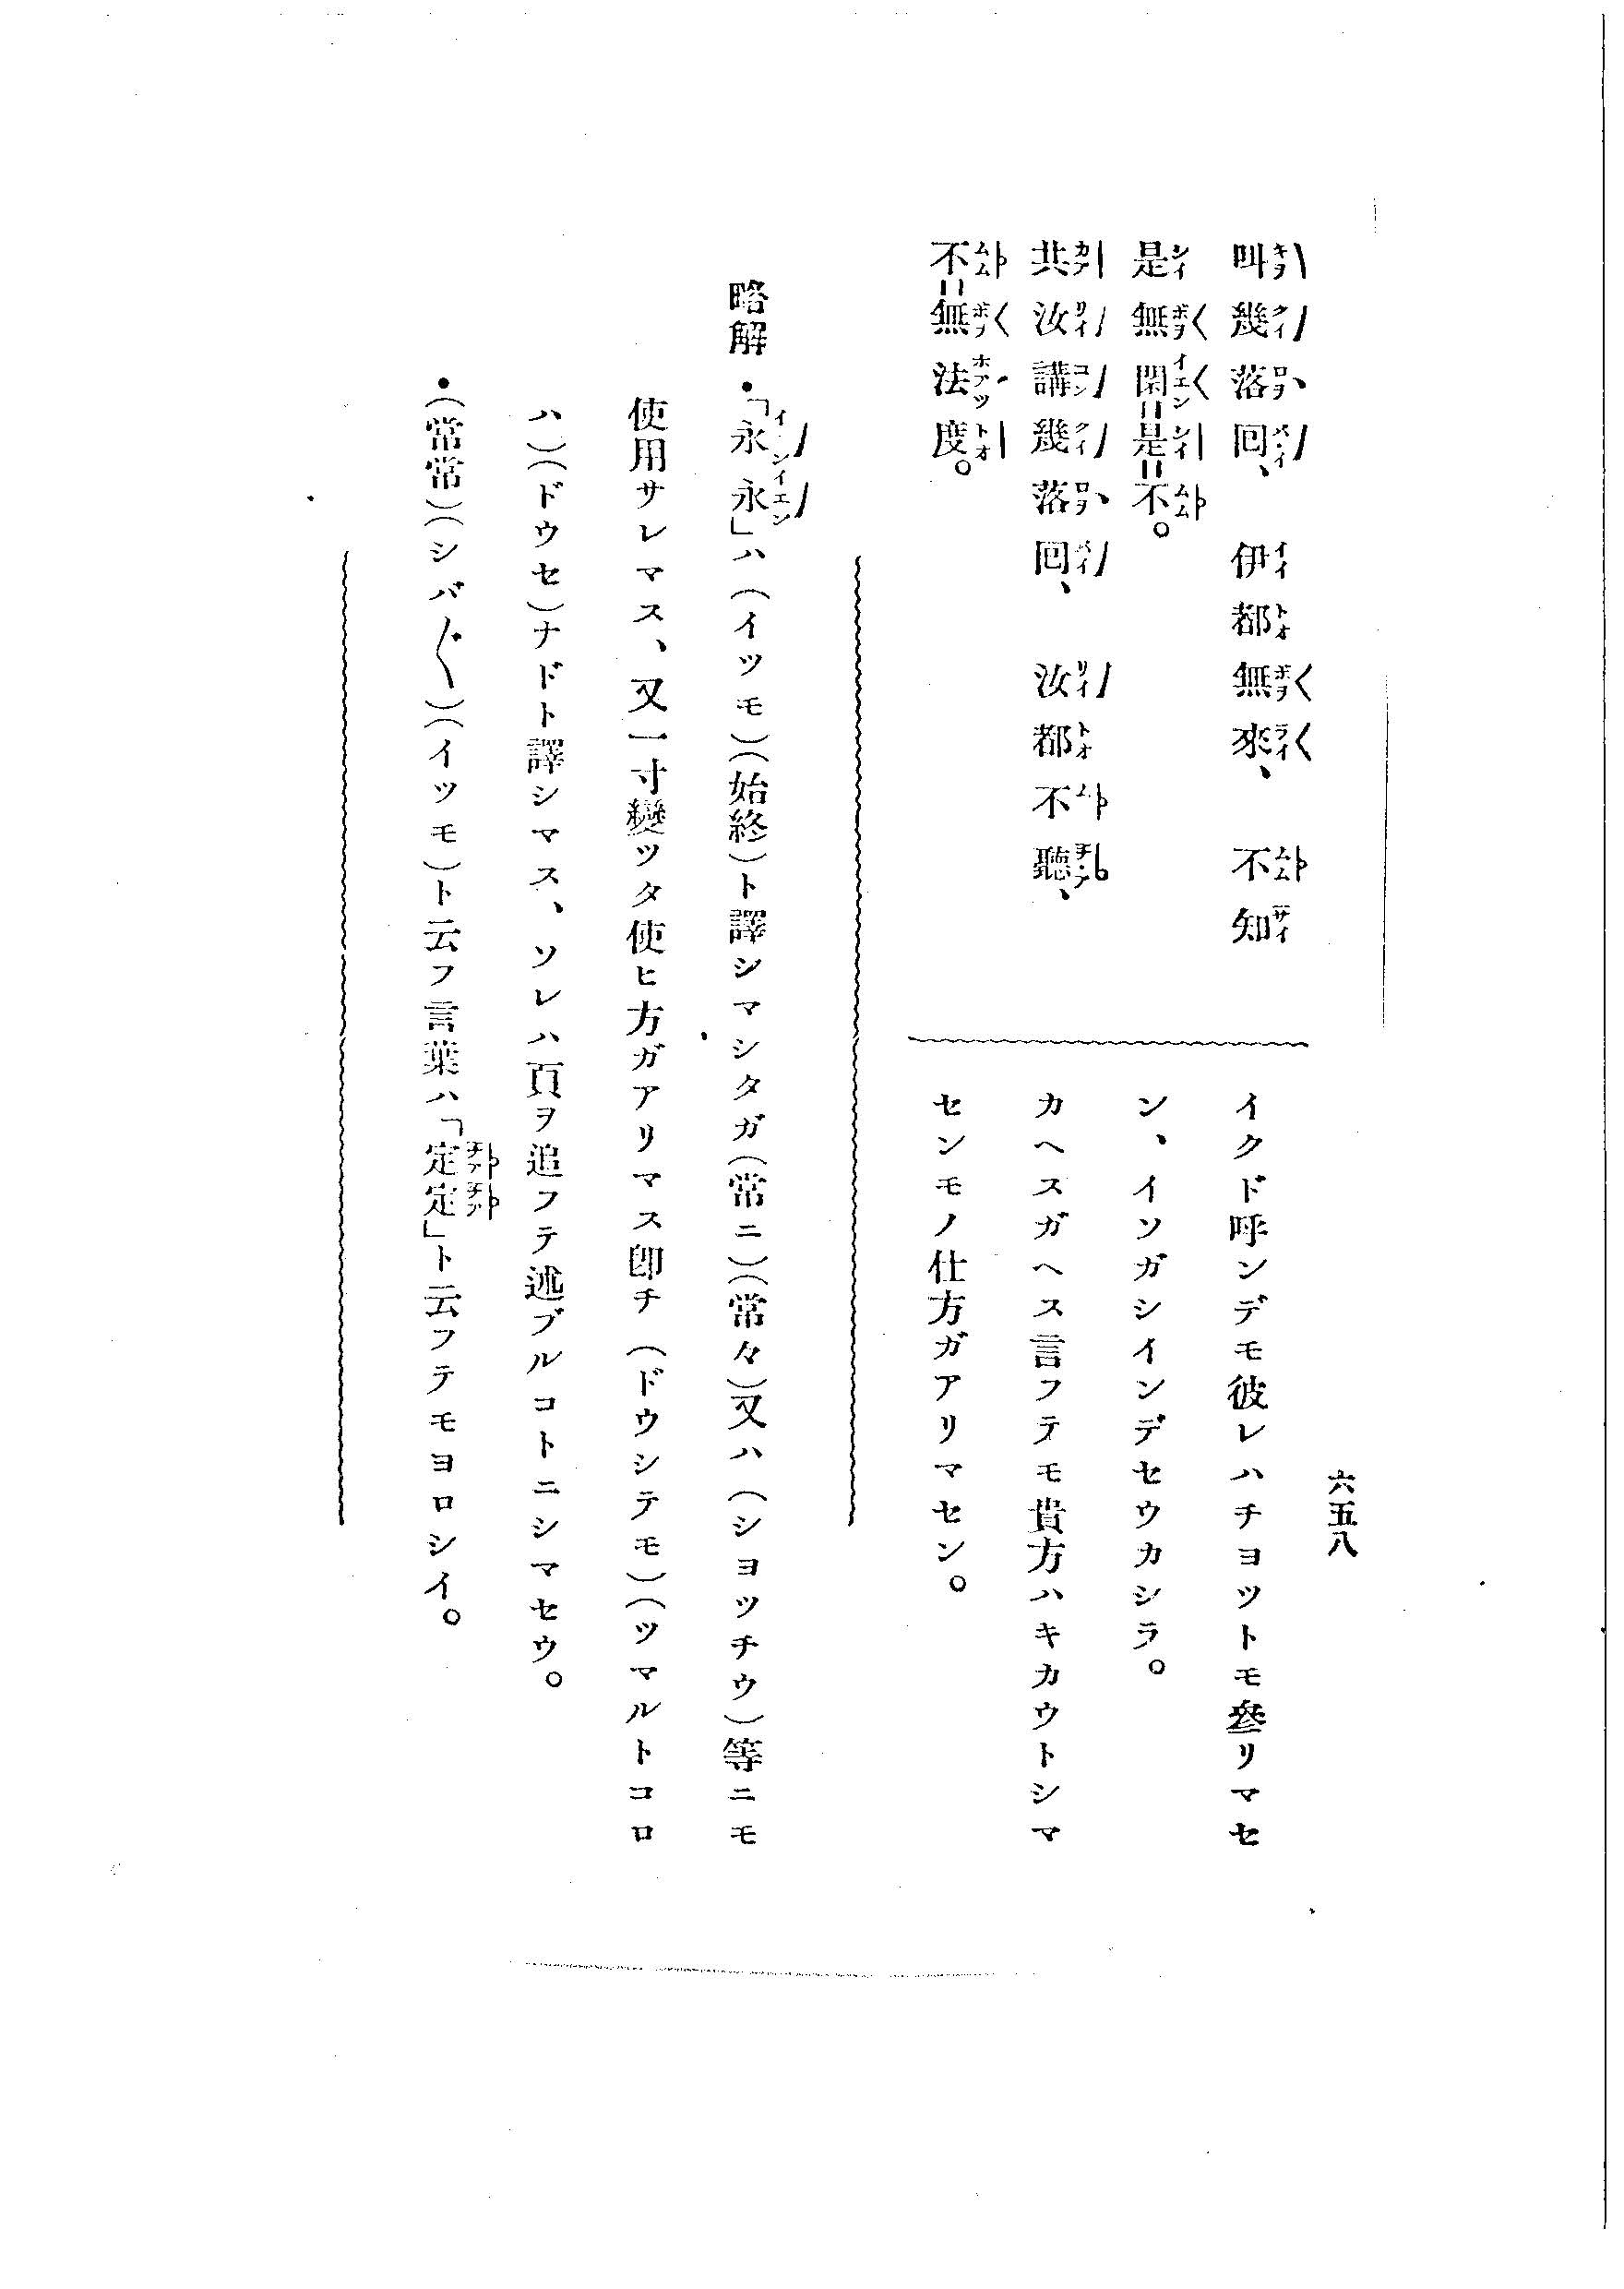 六五八
叫幾落回、伊都無來、不知
是無閑=是=不。
共汝講幾落回、汝都不聽、
不=無法度。
イクド呼ンデモ彼レハチヨツトモ參リマセ
ン、イソガシインデセウカシラ。
カヘスガヘス言フテモ貴方ハキカウトシマ
センモノ仕方ガアリマセン。
略解・「永永」ハ(イツモ)(始終)ト譯シマシタガ(常ニ)(常々)又ハ(シヨツチウ)等ニモ
使用サレマス、又一寸變ツタ使ヒ方ガアリマス卽チ(ドウシテモ)(ツマルトコロ
ハ)(ドウセ)ナドト譯シマス、ソレハ頁ヲ追フテ述ブルコトニシマセウ。
・(常常)(シバ〴〵)(イツモ)ト云フ言葉ハ「定定」ト云フテモヨロシイ。